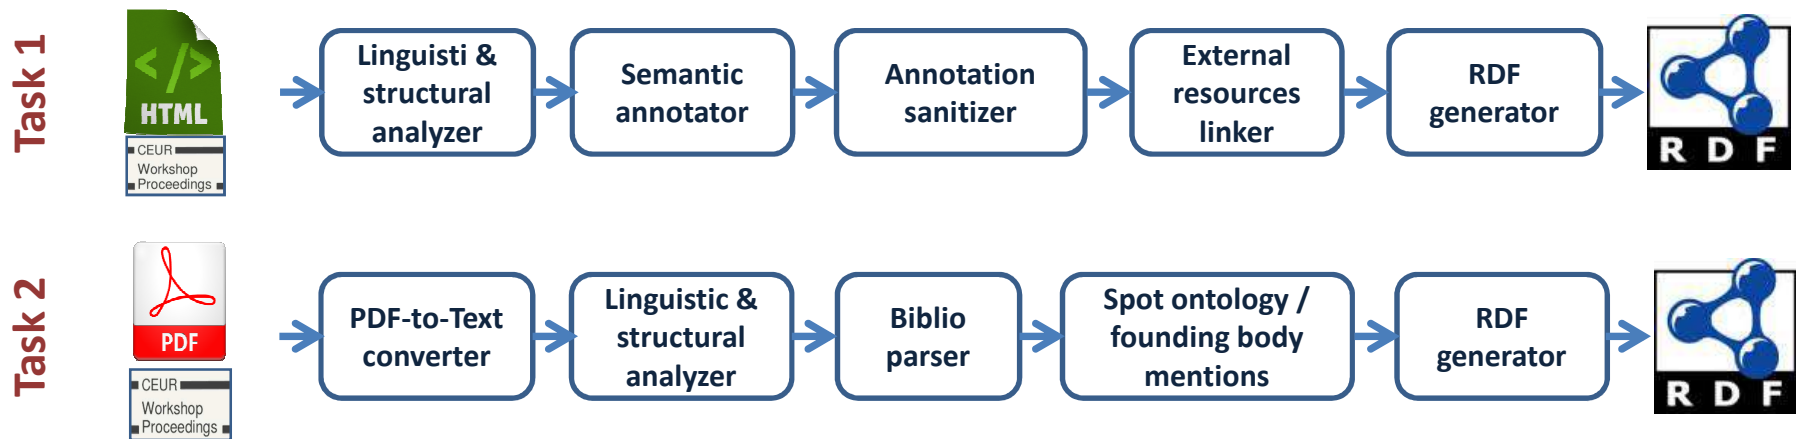 Task 1
</>
HTML
CEUR
Workshop
Proceedings
Linguisti &
structural
analyzer
Semantic
annotator
Annotation
sanitizer
External
resources
linker
RDF
generator
R D F
Task 2
PDF
CEUR
Workshop
Proceedings
PDF-to-Text
converter
Linguistic &
structural
analyzer
Biblio
parser
Spot ontology /
founding body
mentions
RDF
generator
R D F